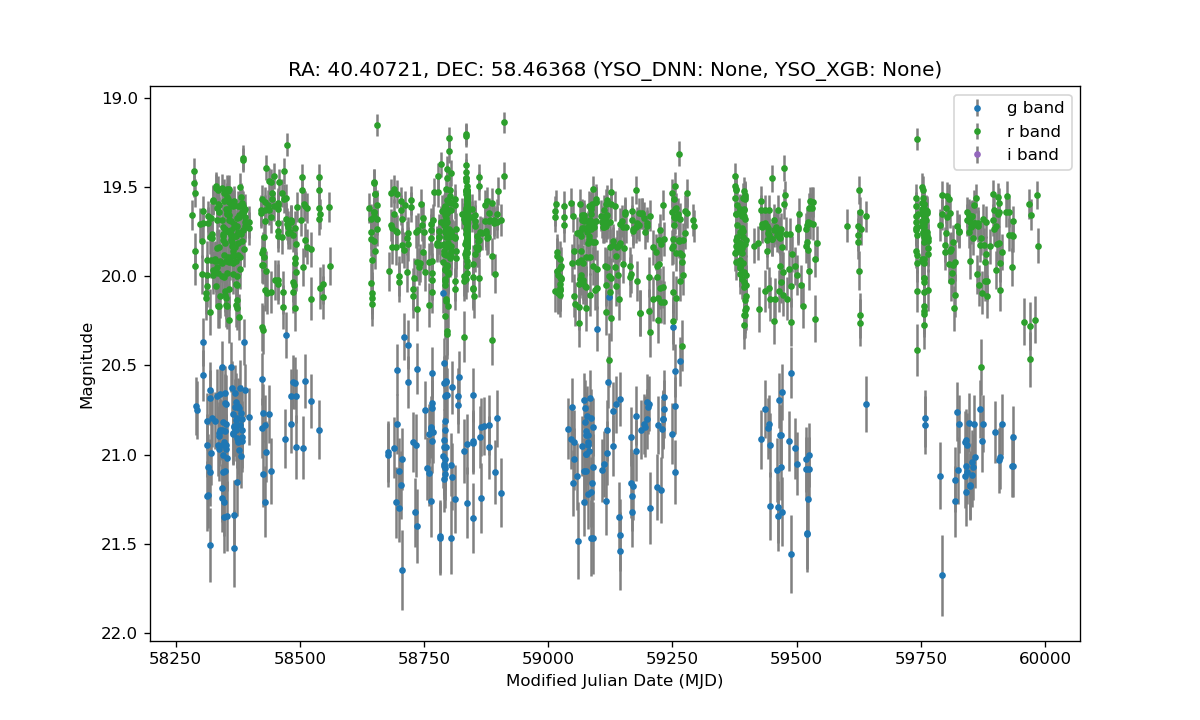 RA: 40.40721, DEC: 58.46368 (YSO_DNN: None, YSO_XGB: None)
g band
r band
i band
Magnitude
19.0
19.5
20.0
20.5
21.0
21.5
22.0
58250 58500 58750 59000 59250 59500 59750 60000
Modified Julian Date (MJD)